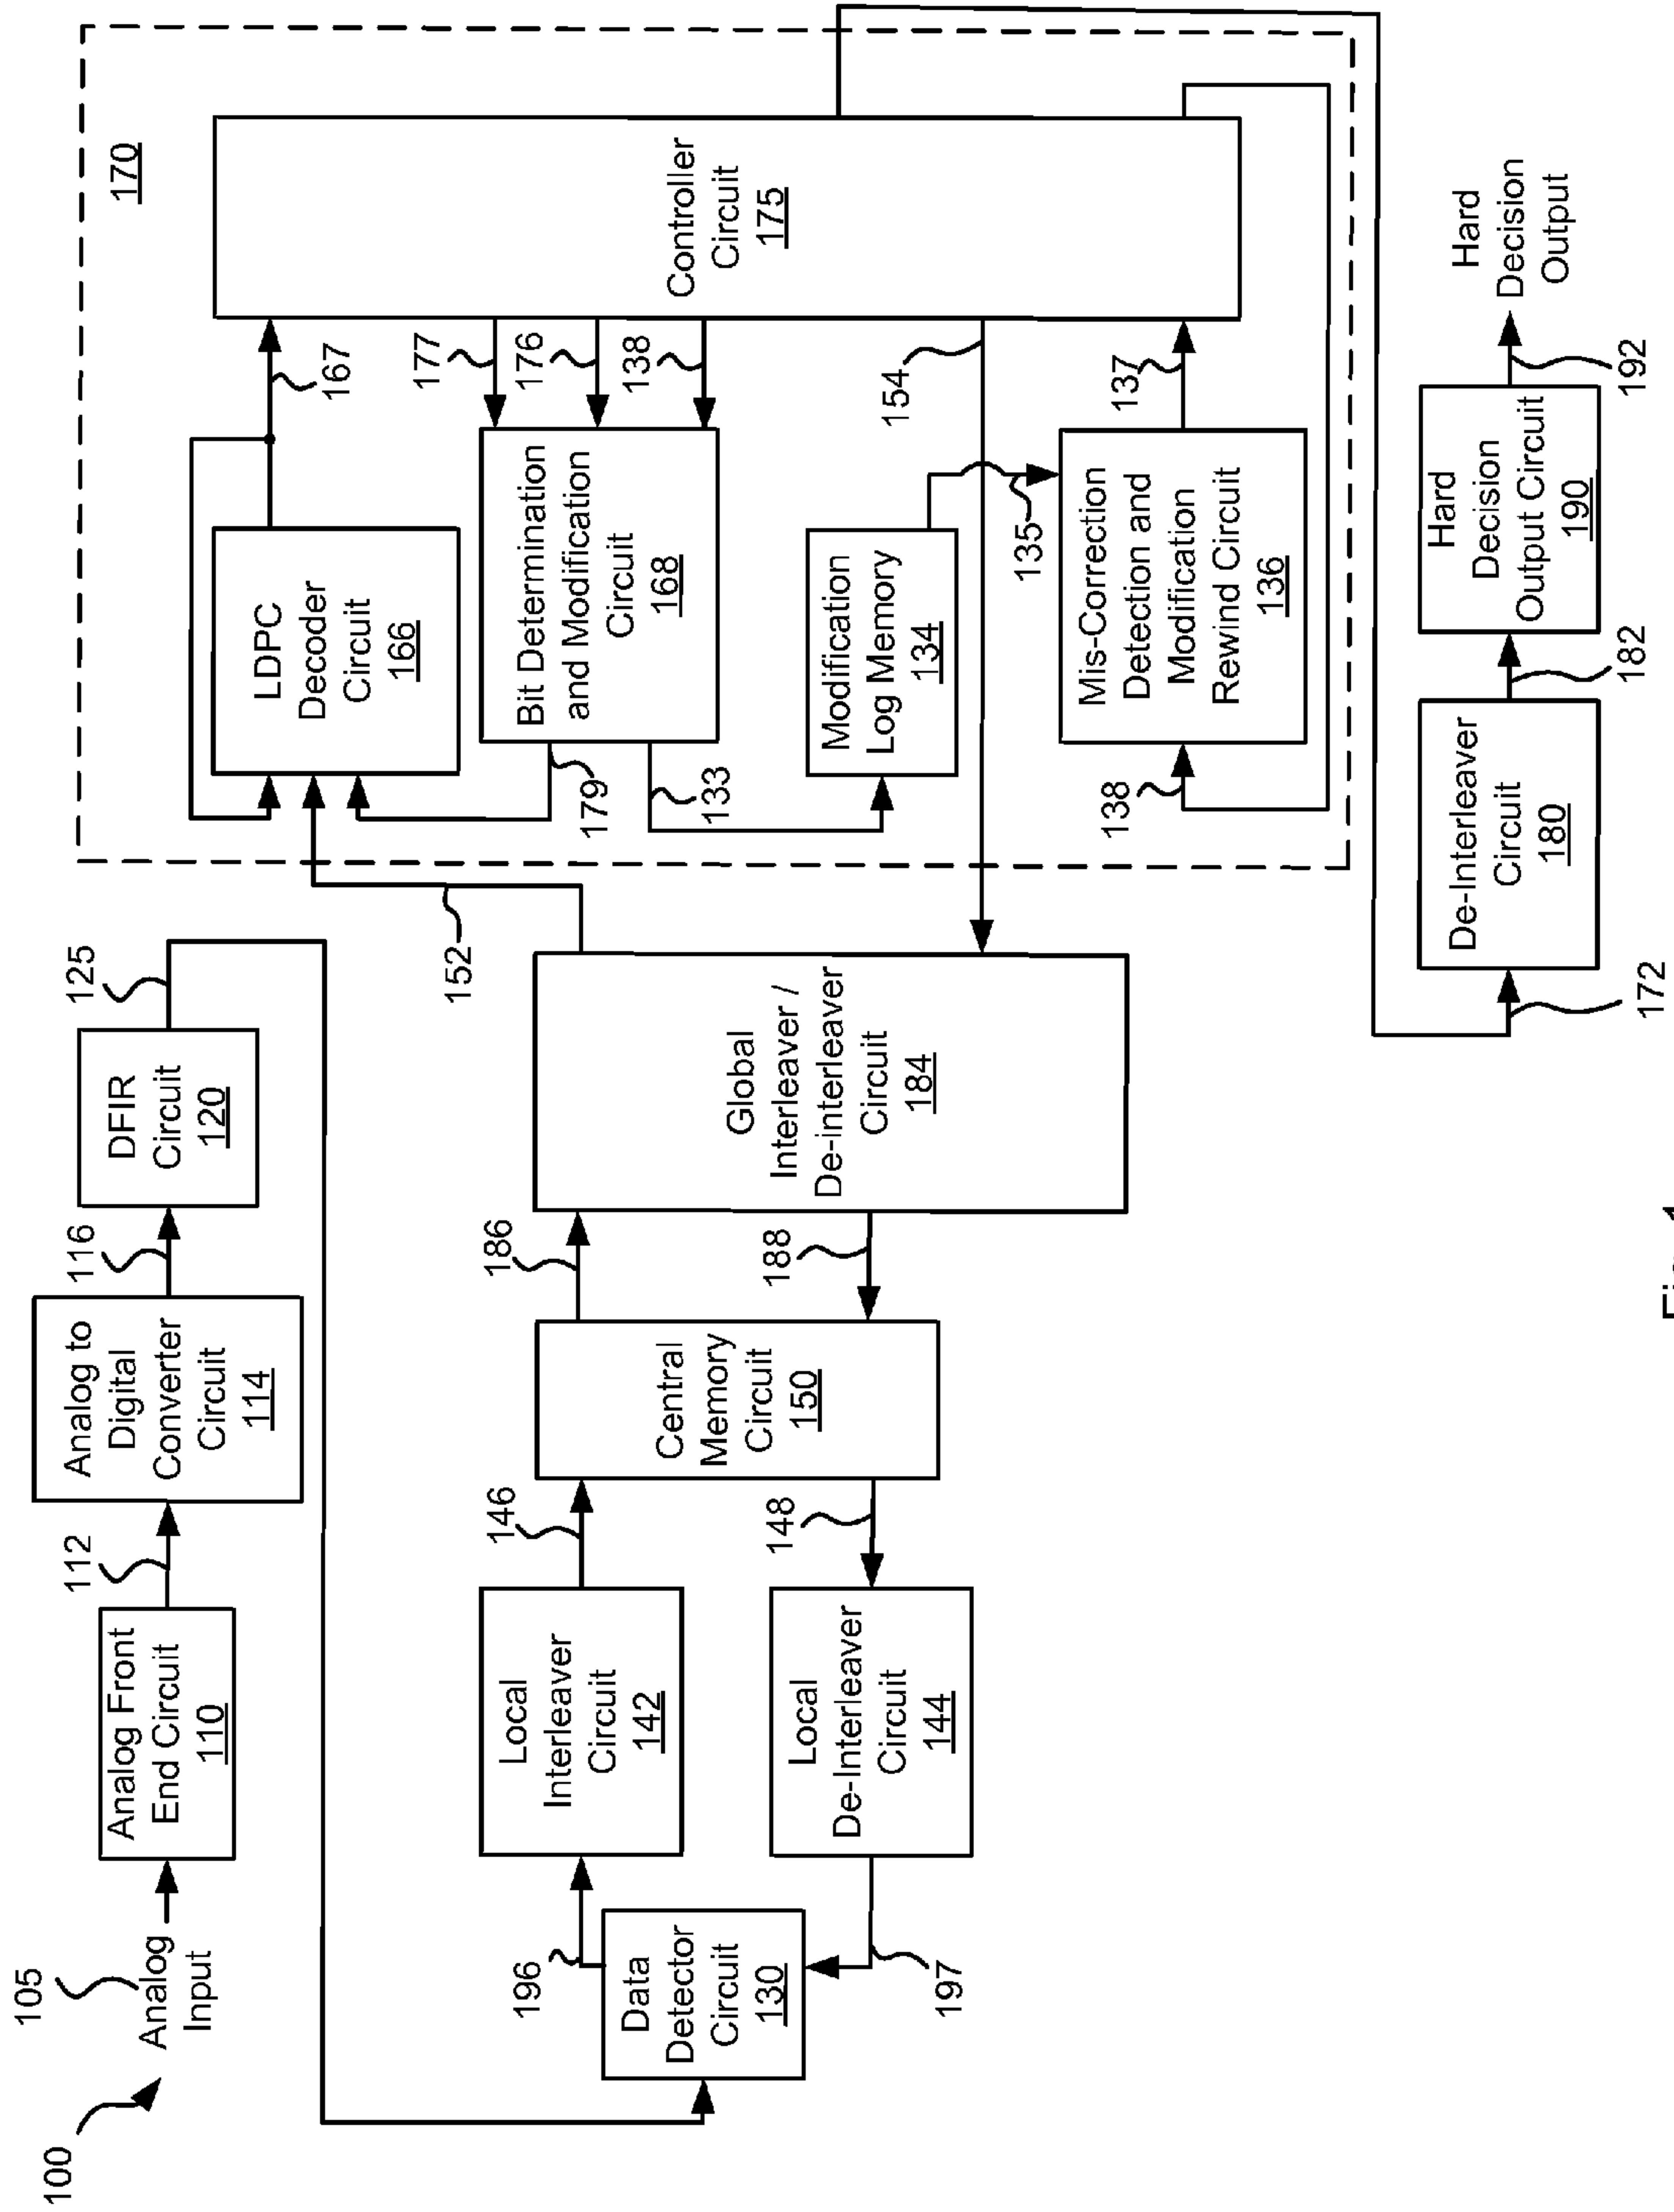 100
105
Analog
Input
Analog Front
End Circuit
110
112
Analog to
Digital
Converter
Circuit
114
116
DFIR
Circuit
120
125
Data
Detector
Circuit
130
196
197
Local
Interleaver
Circuit
142
146
Local
De-Interleaver
Circuit
144
148
Central
Memory
Circuit
150
186
188
Global
Interleaver /
De-interleaver
Circuit
184
152
154
170
LDPC
Decoder
Circuit
166
167
Bit Determination
and Modification
Circuit
168
177
176
138
179
133
Modification
Log Memory
134
135
Mis-Correction
Detection and
Modification
Rewind Circuit
136
137
138
Controller
Circuit
175
172
De-Interleaver
Circuit
180
182
Hard
Decision
Output Circuit
190
192
Hard
Decision
Output